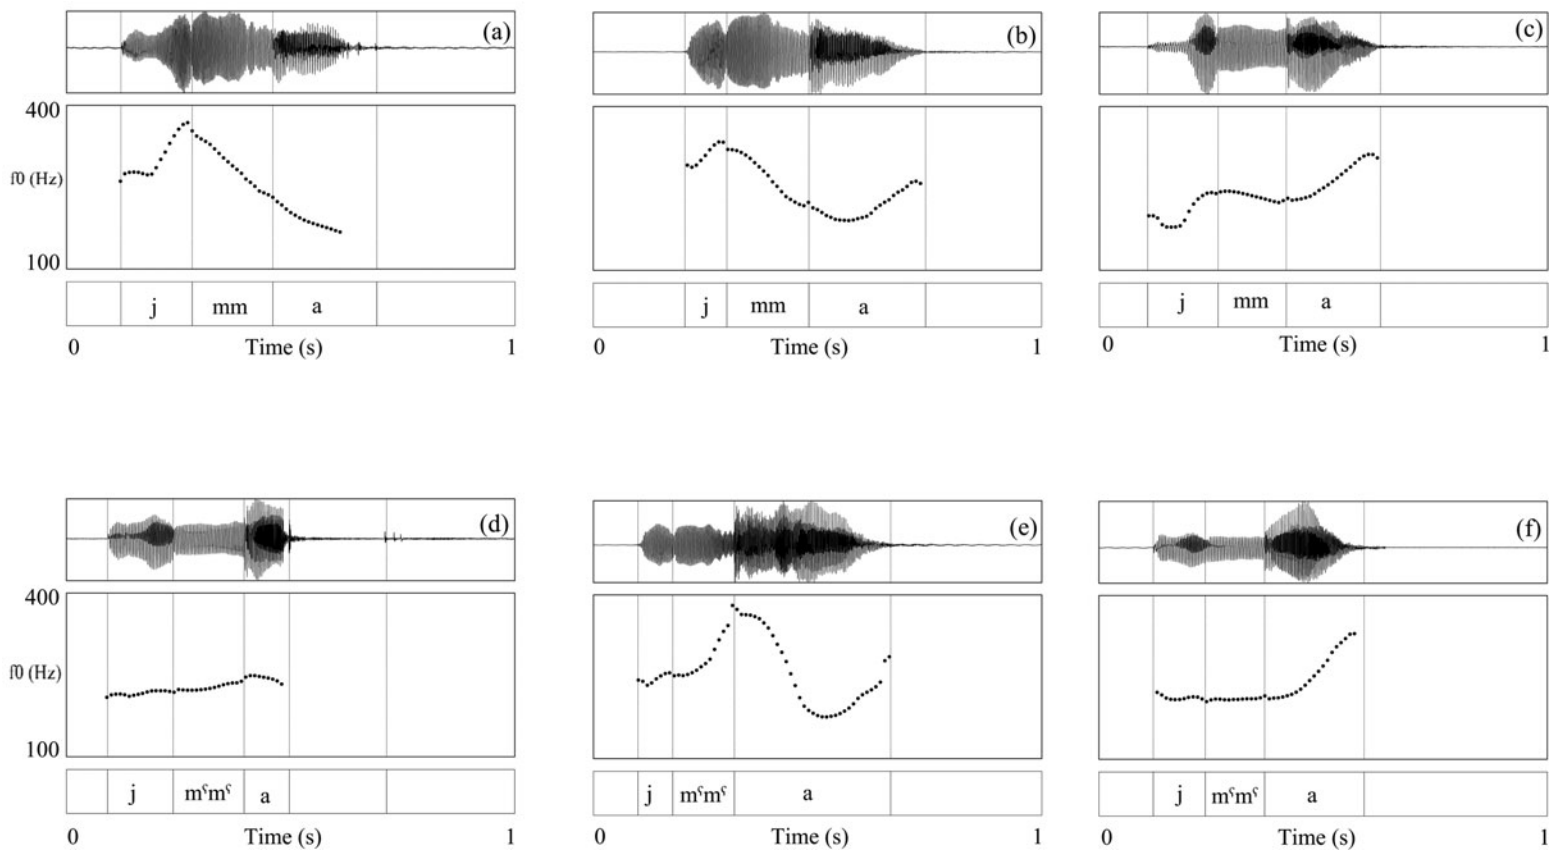 (a) (b) (c)
400
f0 (Hz)
100
j mm a j mm a j mm a
0 Time (s) 1 0 Time (s) 1 0 Time (s) 1
(d) (e) (f)
400
f0 (Hz)
100
j mˤmˤ a j mˤmˤ a j mˤmˤ a
0 Time (s) 1 0 Time (s) 1 0 Time (s) 1